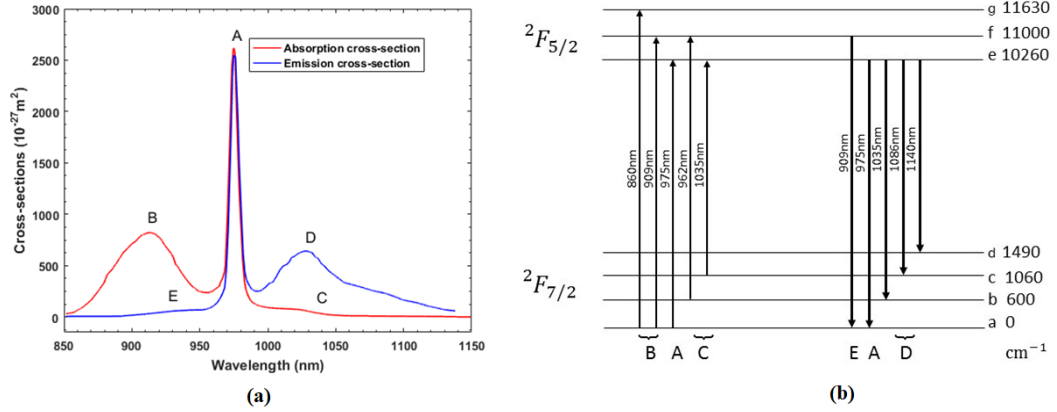 3000
2500
2000
1500
1000
500
0
Cross-sections (10⁻²⁷m²)
850
900
950
1000
1050
1100
1150
Wavelength (nm)
A
Absorption cross-section
Emission cross-section
B
D
E
C
(a)
²F₅/₂
²F₇/₂
g 11630
f 11000
e 10260
d 1490
c 1060
b 600
a 0
cm⁻¹
860nm
909nm
975nm
962nm
1035nm
909nm
975nm
1035nm
1086nm
1140nm
B A C E A D
(b)